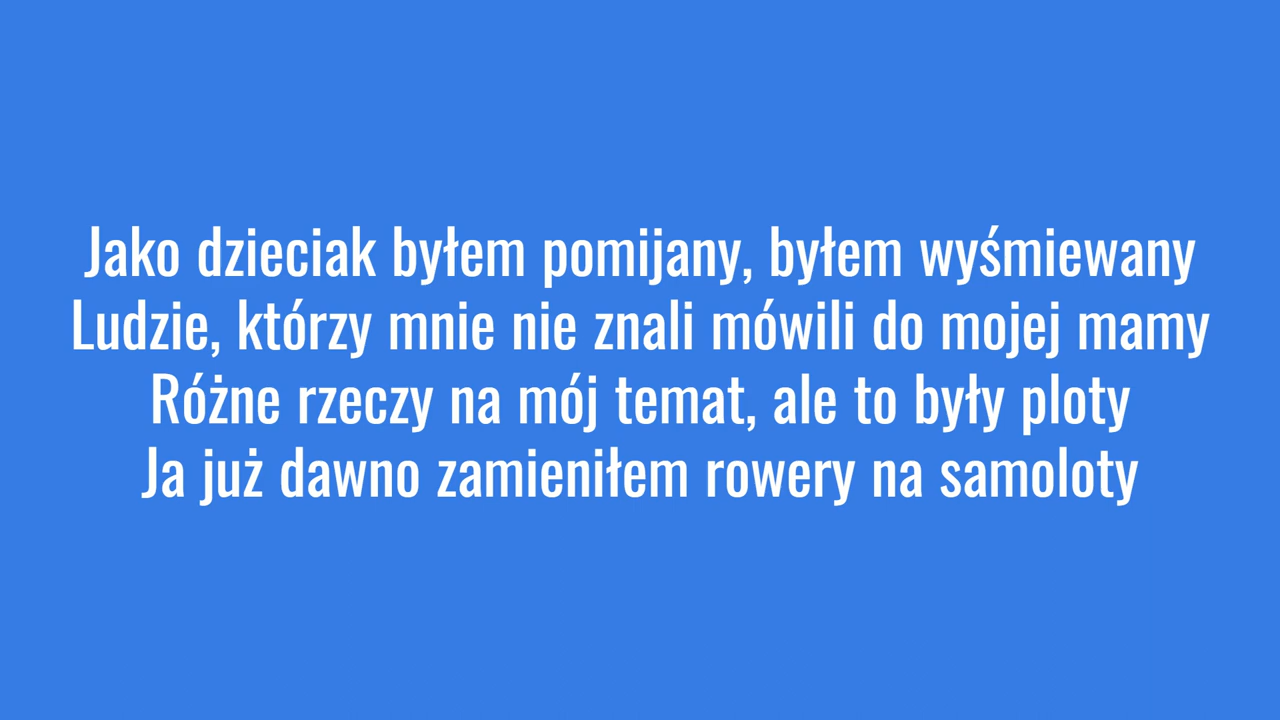 Jako dzieciak byłem pomijany, byłem wyśmiewany
Ludzie, którzy mnie nie znali mówili do mojej mamy
Różne rzeczy na mój temat, ale to były ploty
Ja już dawno zamieniłem rowery na samoloty